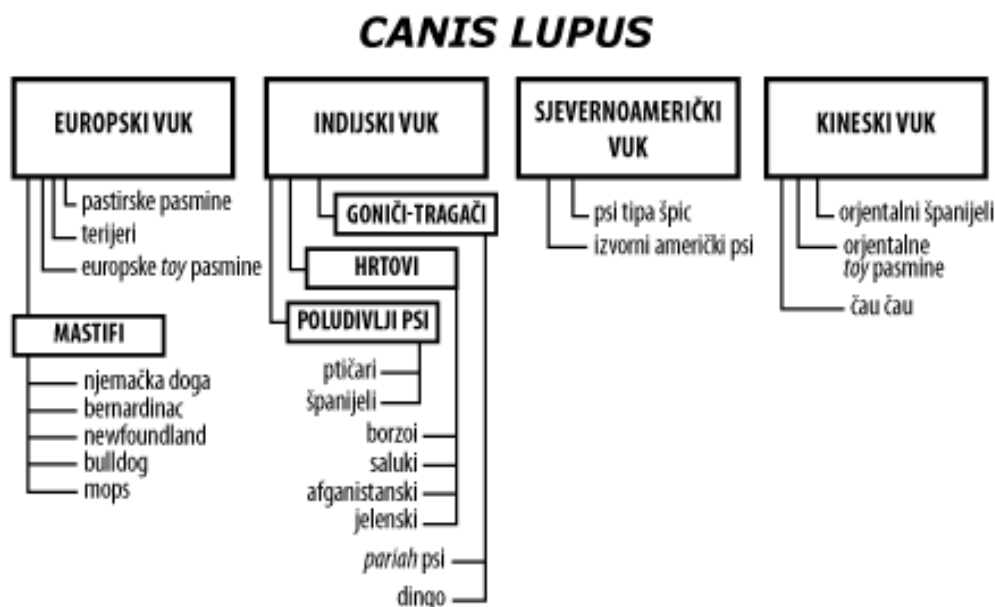 CANIS LUPUS
EUROPSKI VUK
pastirske pasmine
terijeri
europske toy pasmine
MASTIFI
njemačka doga
bernardinac
newfoundland
bulldog
mops
INDIJSKI VUK
GONIČI-TRAGAČI
HRTOVI
POLUDIVLJI PSI
ptičari
španijeli
borzoi
saluki
afganistanski
jelenski
pariah psi
dingo
SJEVERNOAMERIČKI
VUK
psi tipa špic
izvorni američki psi
KINESKI VUK
orjentalni španijeli
orjentalne
toy pasmine
čau čau